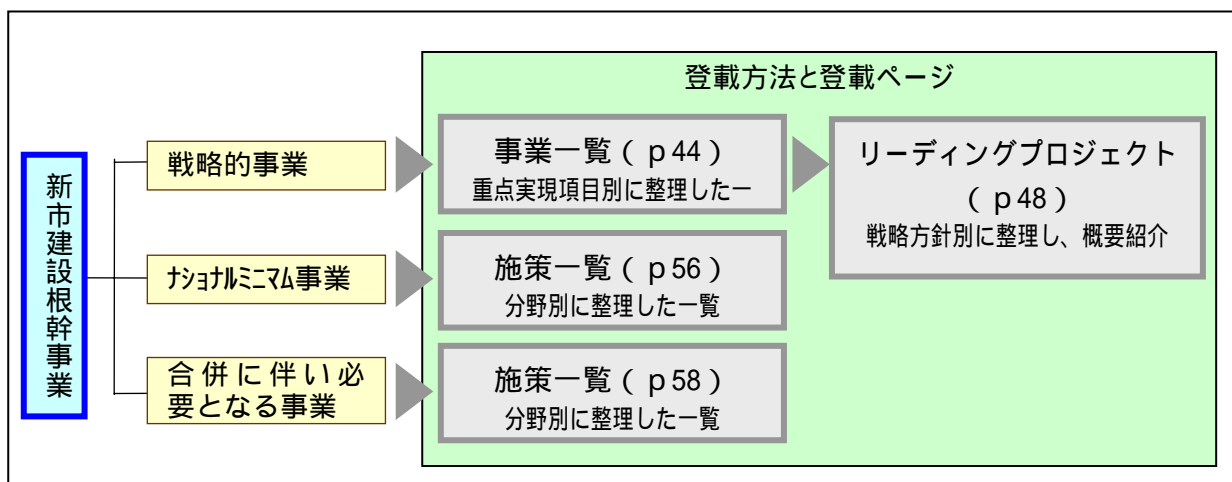 登載方法と登載ページ
新市建設根幹事業
戦略的事業
事業一覧（ｐ44）
重点実現項目別に整理した一
リーディングプロジェクト
（ｐ48）
戦略方針別に整理し、概要紹介
ﾅｼｮﾅﾙﾐﾆﾏﾑ事業
施策一覧（ｐ56）
分野別に整理した一覧
合併に伴い必
要となる事業
施策一覧（ｐ58）
分野別に整理した一覧